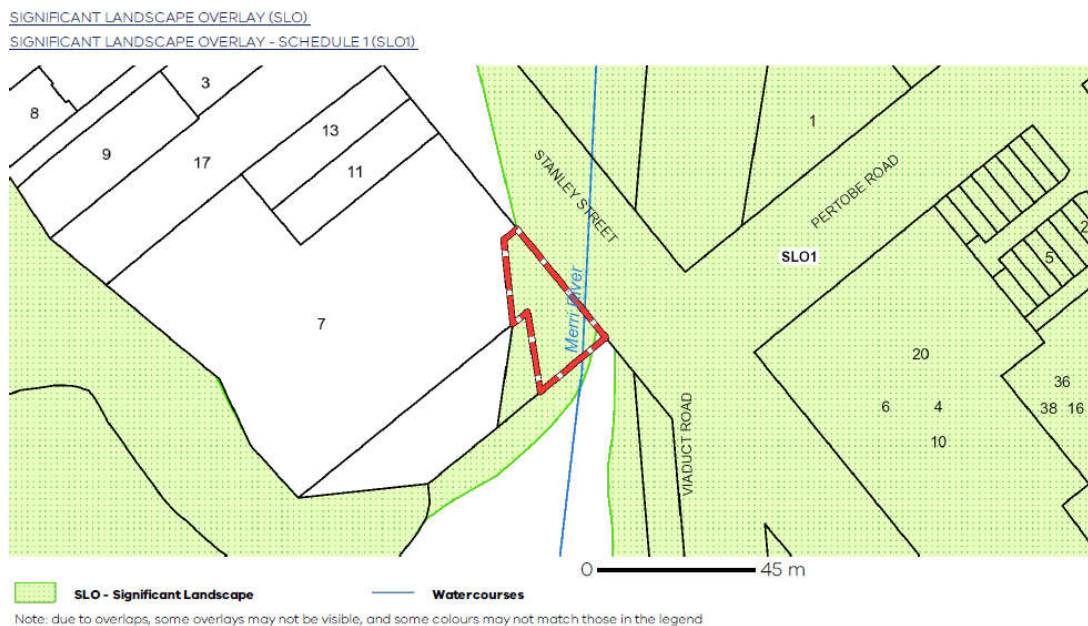 SIGNIFICANT LANDSCAPE OVERLAY (SLO)
SIGNIFICANT LANDSCAPE OVERLAY - SCHEDULE 1 (SLO1)
3
8
9
17
13
11
1
STANLEY STREET
PERTOBE ROAD
SLO1
2
5
Merri River
7
20
36
6
4
38
16
10
VIADUCT ROAD
0
45 m
SLO - Significant Landscape
Watercourses
Note: due to overlaps, some overlays may not be visible, and some colours may not match those in the legend